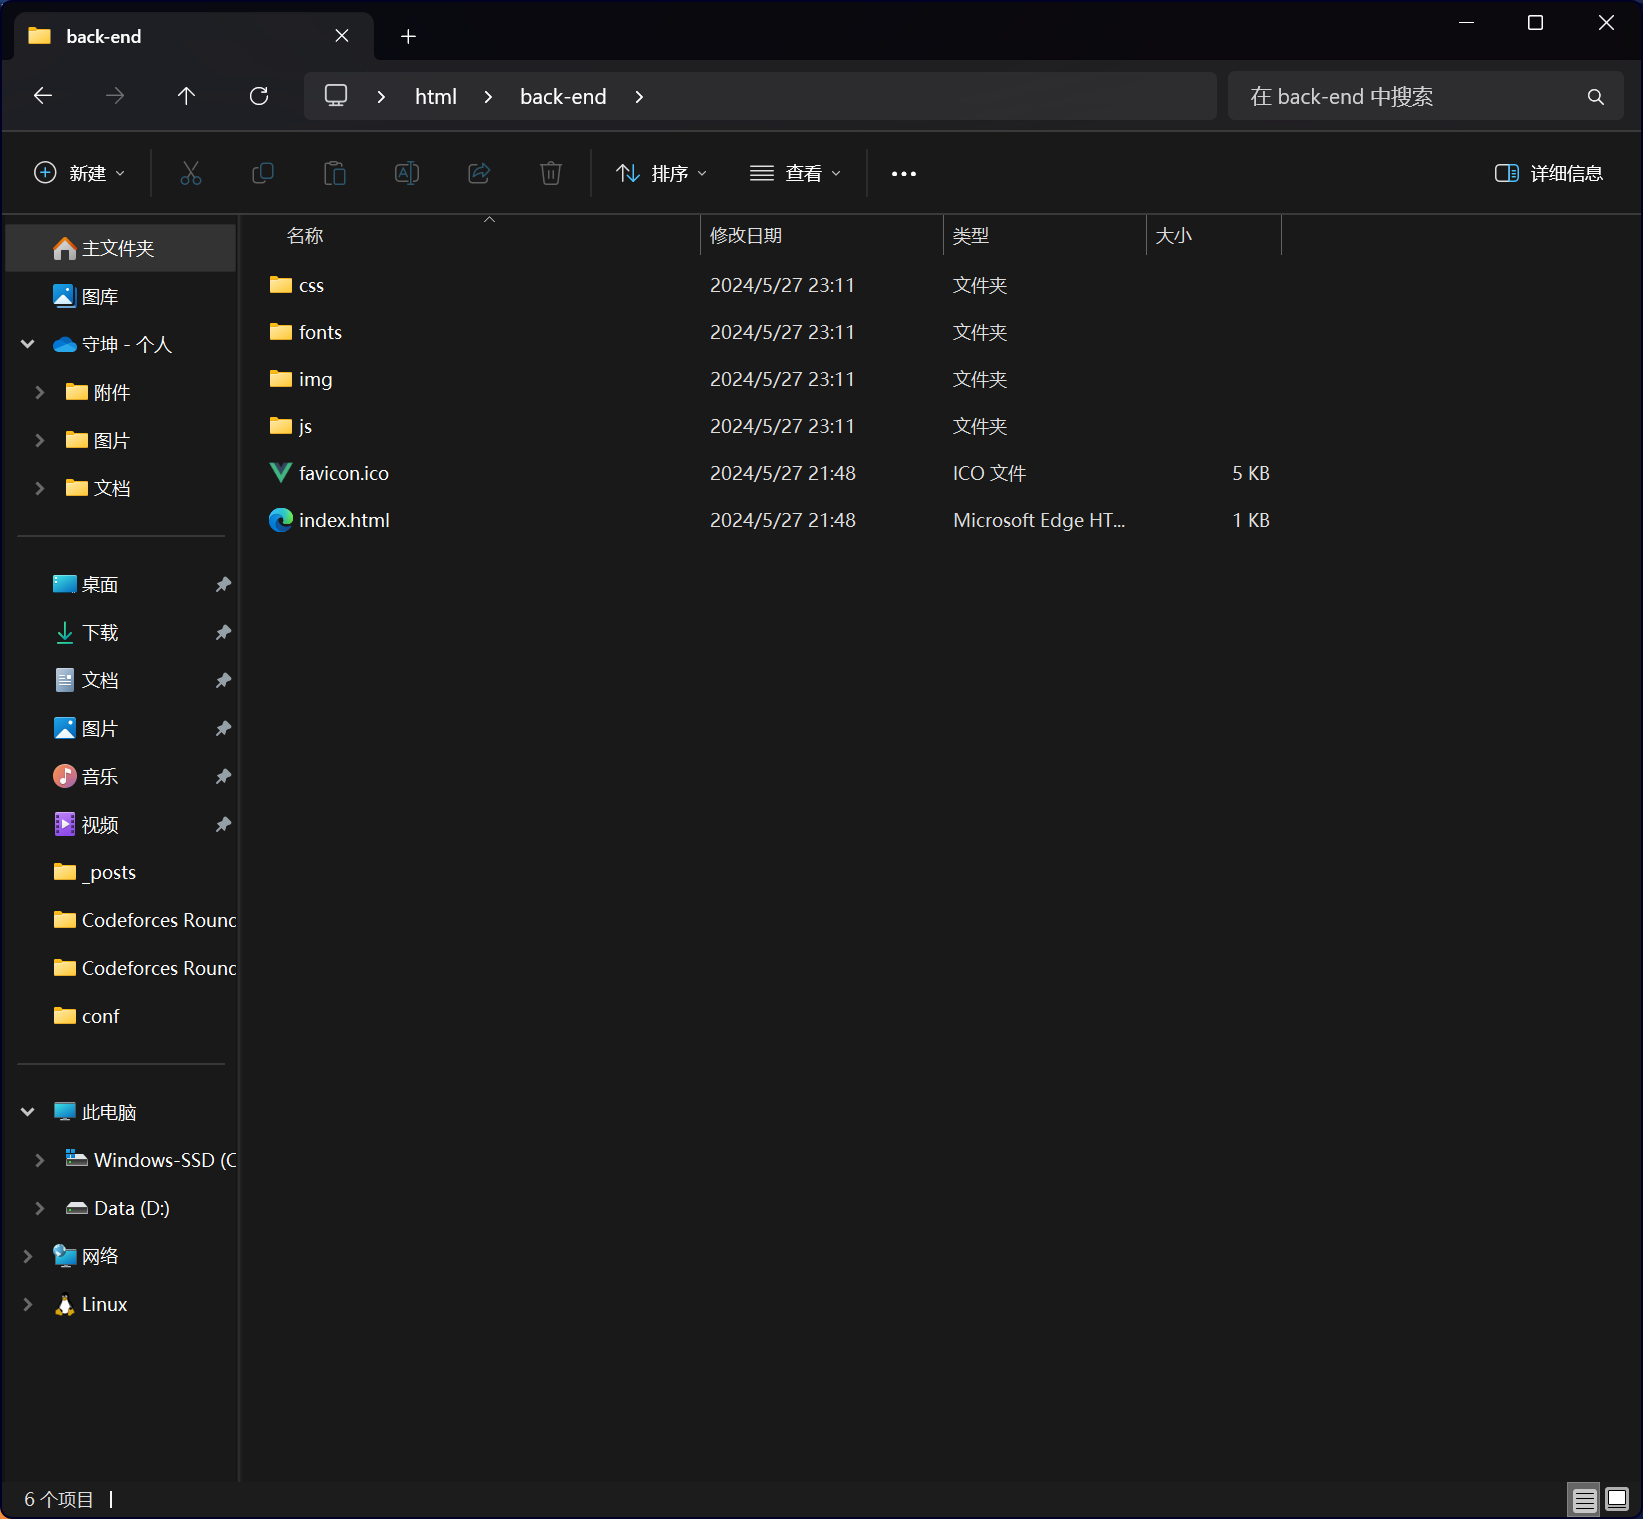 back-end
html
back-end
在 back-end 中搜索
新建
排序
查看
详细信息
名称
修改日期
类型
大小
css 2024/5/27 23:11 文件夹
fonts 2024/5/27 23:11 文件夹
img 2024/5/27 23:11 文件夹
js 2024/5/27 23:11 文件夹
favicon.ico 2024/5/27 21:48 ICO 文件 5 KB
index.html 2024/5/27 21:48 Microsoft Edge HT... 1 KB
主文件夹
图库
守坤 - 个人
附件
图片
文档
桌面
下载
文档
图片
音乐
视频
_posts
Codeforces Round
Codeforces Round
conf
此电脑
Windows-SSD (C
Data (D:)
网络
Linux
6 个项目